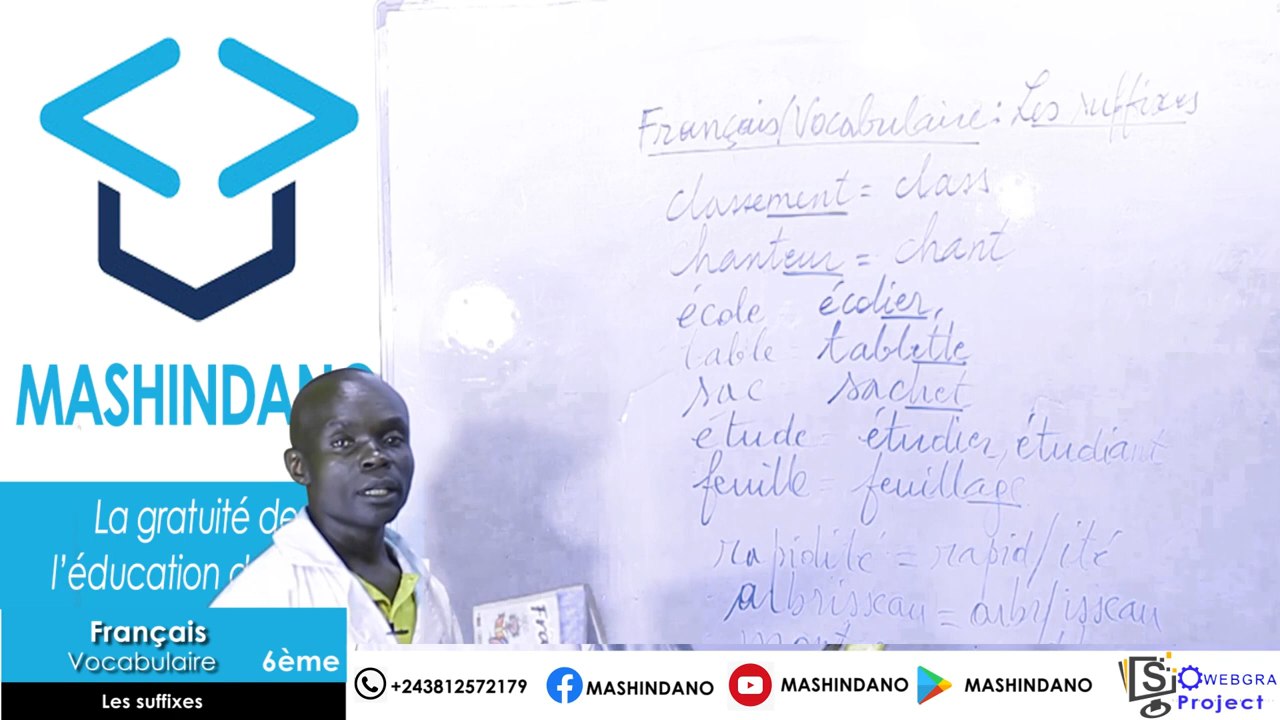 MASHINDANO
La gratuité de
l'éducation d
Français
Vocabulaire
6ème
Les suffixes
Français/Vocabulaire: Les suffixes
classement = class
chanteur = chant
école = écolier,
table = tablette
sac = sachet
étude = étudier, étudiant
feuille = feuillage
rapidité = rapid/ité
arbrisseau = arbr/isseau
+243812572179
MASHINDANO
MASHINDANO
MASHINDANO
S
WEBGRA
Project